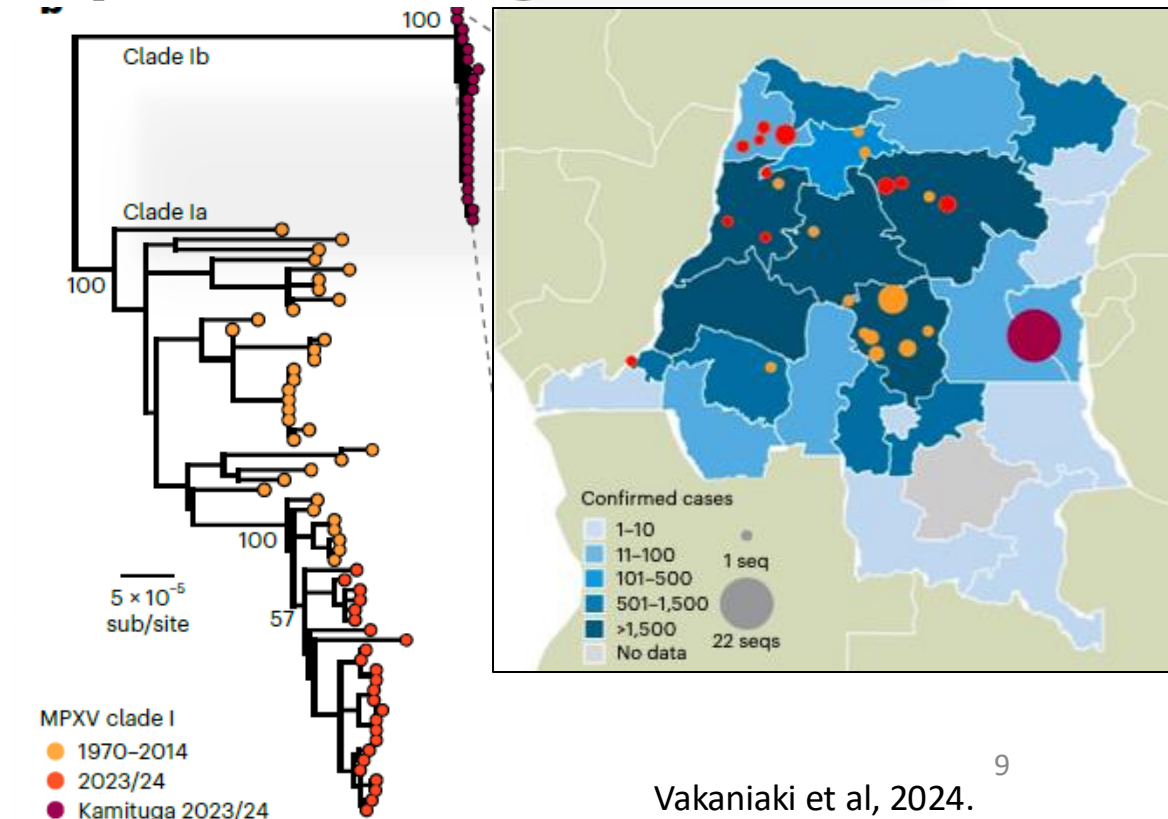 b
100
Clade Ib
Clade Ia
100
100
57
5 × 10⁻⁵
sub/site
MPXV clade I
1970–2014
2023/24
Kamituga 2023/24
Confirmed cases
1–10
11–100
101–500
501–1,500
>1,500
No data
1 seq
22 seqs
9
Vakaniaki et al, 2024.